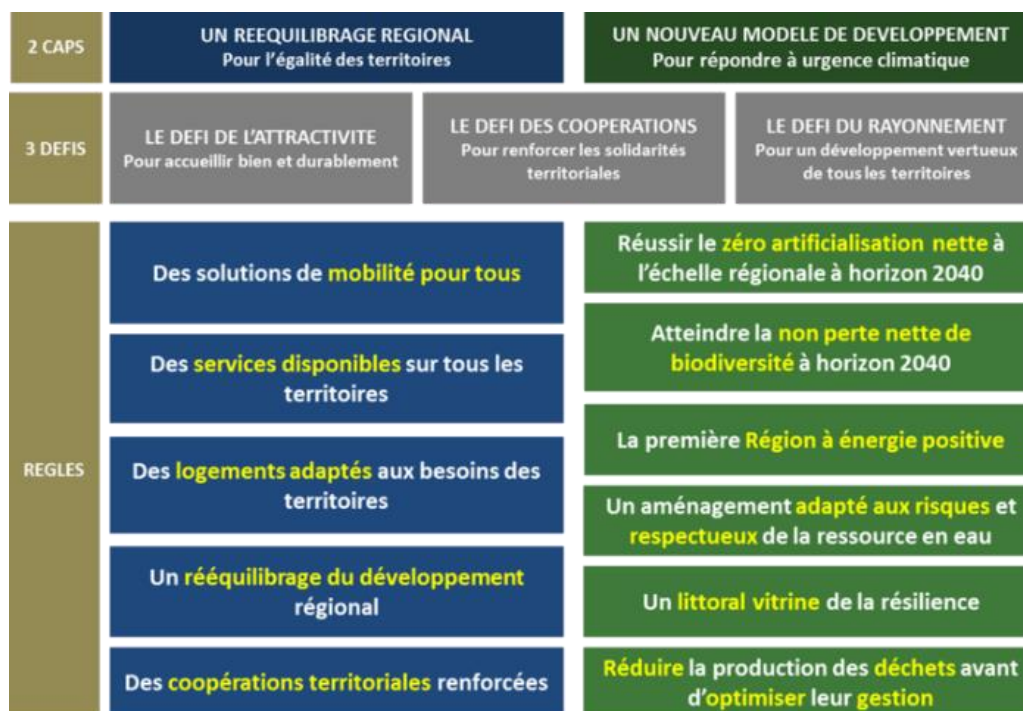 2 CAPS
UN REEQUILIBRAGE REGIONAL
Pour l'égalité des territoires
UN NOUVEAU MODELE DE DEVELOPPEMENT
Pour répondre à urgence climatique
3 DEFIS
LE DEFI DE L'ATTRACTIVITE
Pour accueillir bien et durablement
LE DEFI DES COOPERATIONS
Pour renforcer les solidarités
territoriales
LE DEFI DU RAYONNEMENT
Pour un développement vertueux
de tous les territoires
REGLES
Des solutions de mobilité pour tous
Des services disponibles sur tous les
territoires
Des logements adaptés aux besoins des
territoires
Un rééquilibrage du développement
régional
Des coopérations territoriales renforcées
Réussir le zéro artificialisation nette à
l'échelle régionale à horizon 2040
Atteindre la non perte nette de
biodiversité à horizon 2040
La première Région à énergie positive
Un aménagement adapté aux risques et
respectueux de la ressource en eau
Un littoral vitrine de la résilience
Réduire la production des déchets avant
d'optimiser leur gestion